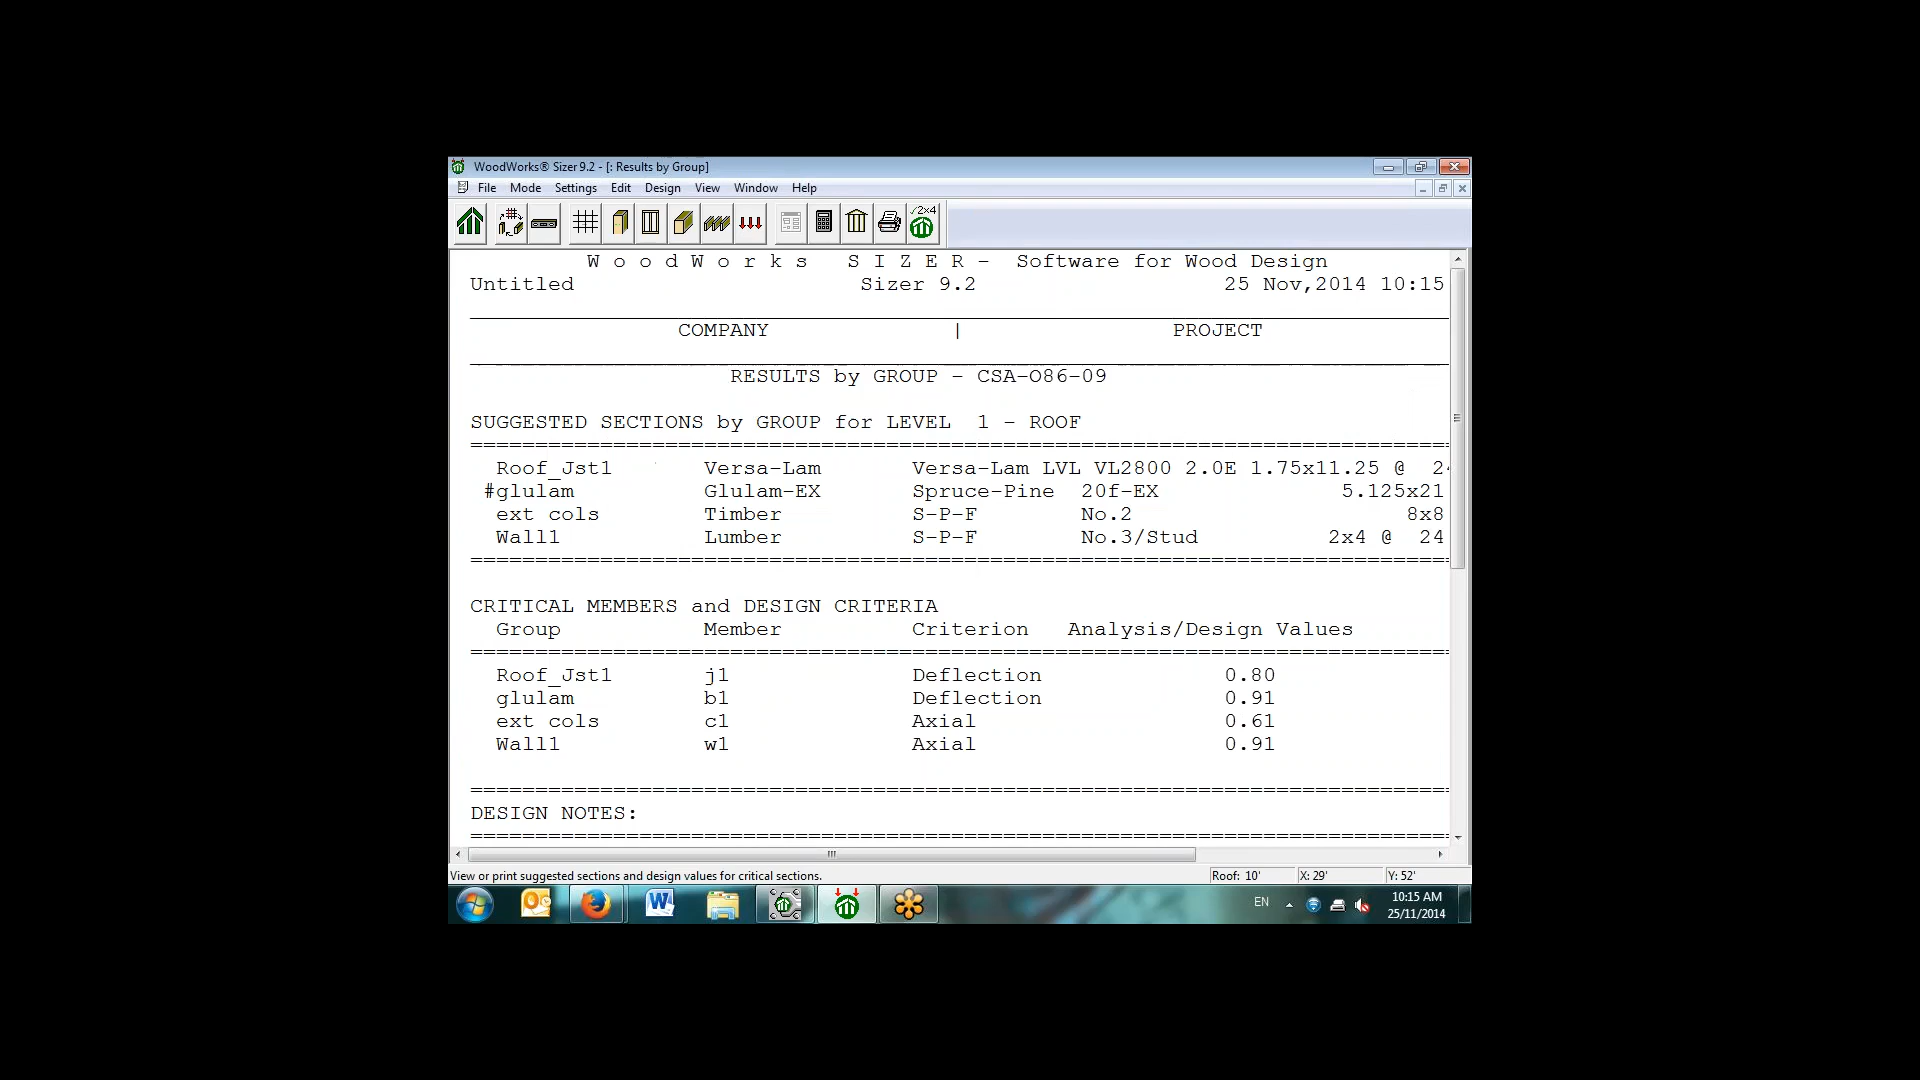 WoodWorks® Sizer 9.2 - [: Results by Group]
File Mode Settings Edit Design View Window Help
√2x4
W o o d W o r k s   S I Z E R -  Software for Wood Design
Untitled Sizer 9.2 25 Nov,2014 10:15
COMPANY | PROJECT
RESULTS by GROUP - CSA-O86-09
SUGGESTED SECTIONS by GROUP for LEVEL 1 - ROOF
Roof_Jst1 Versa-Lam Versa-Lam LVL VL2800 2.0E 1.75x11.25 @
#glulam Glulam-EX Spruce-Pine 20f-EX 5.125x21
ext cols Timber S-P-F No.2 8x8
Wall1 Lumber S-P-F No.3/Stud 2x4 @ 24
CRITICAL MEMBERS and DESIGN CRITERIA
Group Member Criterion Analysis/Design Values
Roof_Jst1 j1 Deflection 0.80
glulam b1 Deflection 0.91
ext cols c1 Axial 0.61
Wall1 w1 Axial 0.91
DESIGN NOTES:
View or print suggested sections and design values for critical sections. Roof: 10' X: 29' Y: 52'
EN 10:15 AM
25/11/2014